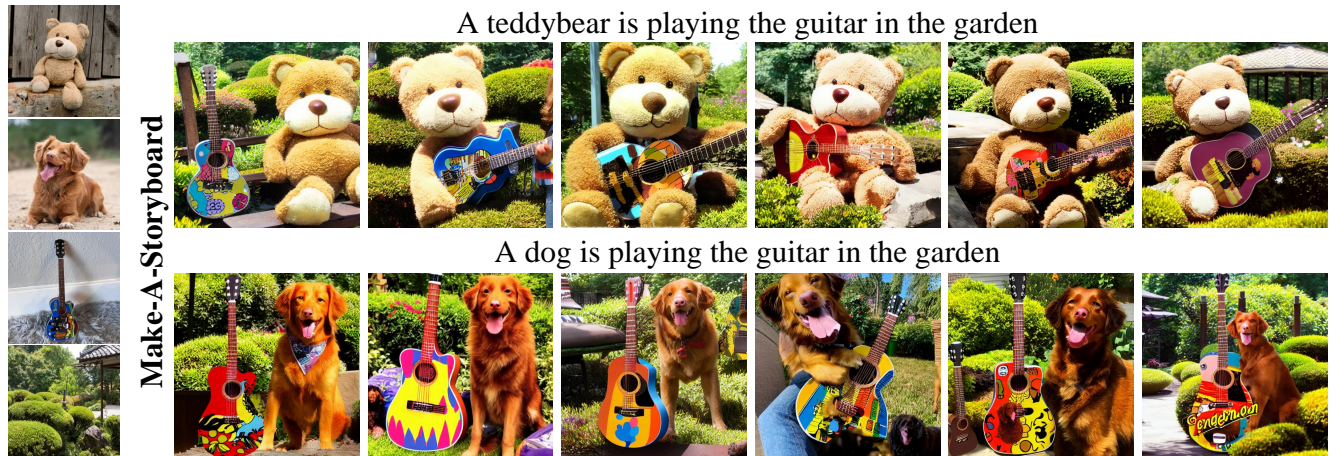 A teddybear is playing the guitar in the garden
Make-A-Storyboard
A dog is playing the guitar in the garden